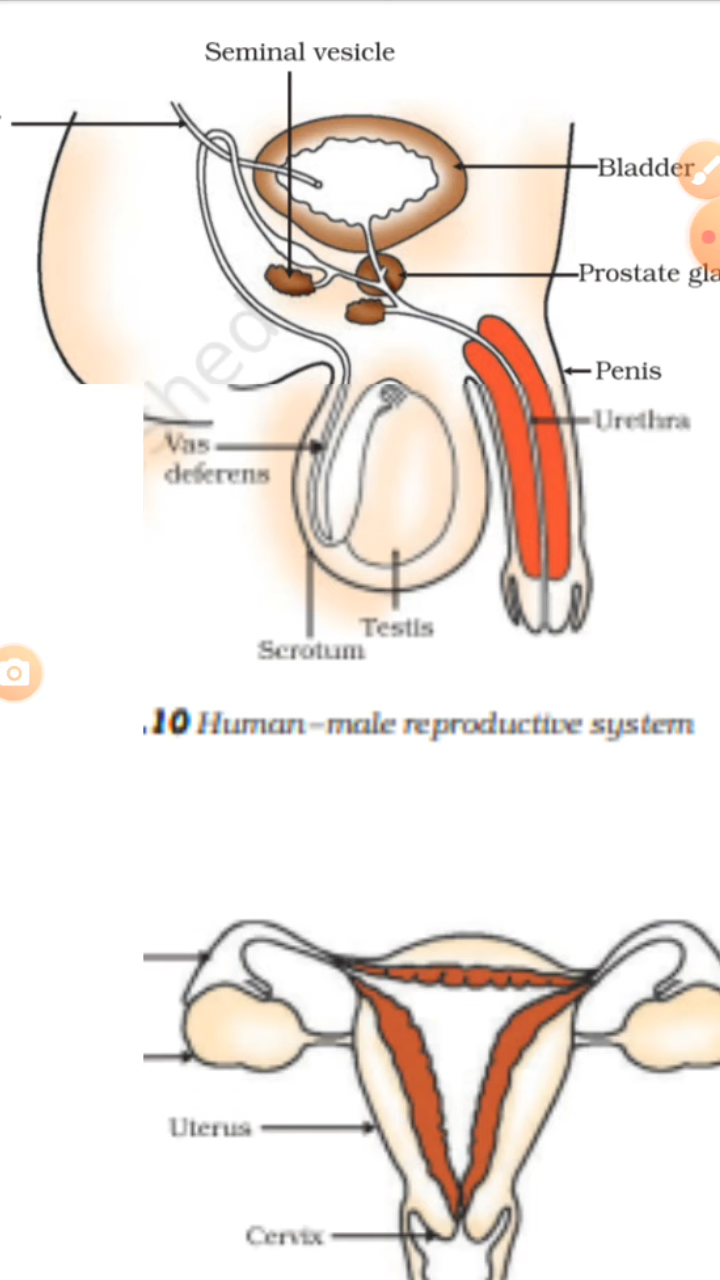 Seminal vesicle
Bladder
Prostate gla
Penis
Urethra
Vas
deferens
Testis
Scrotum
.10 Human–male reproductive system
Uterus
Cervix